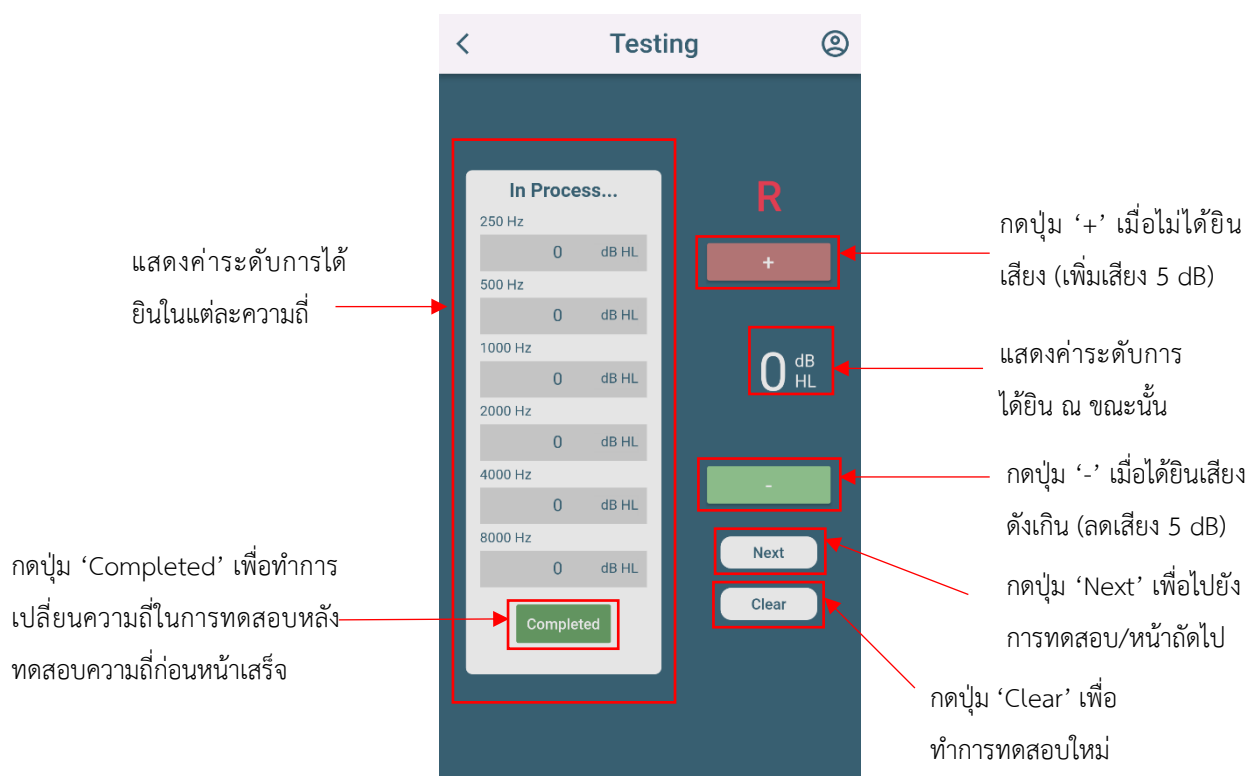 Testing
In Process...
250 Hz
0 dB HL
500 Hz
0 dB HL
1000 Hz
0 dB HL
2000 Hz
0 dB HL
4000 Hz
0 dB HL
8000 Hz
0 dB HL
Completed
R
+
0 dB
HL
-
Next
Clear
แสดงค่าระดับการได้
ยินในแต่ละความถี่
กดปุ่ม ‘Completed’ เพื่อทำการ
เปลี่ยนความถี่ในการทดสอบหลัง
ทดสอบความถี่ก่อนหน้าเสร็จ
กดปุ่ม ‘+’ เมื่อไม่ได้ยิน
เสียง (เพิ่มเสียง 5 dB)
แสดงค่าระดับการ
ได้ยิน ณ ขณะนั้น
กดปุ่ม ‘-’ เมื่อได้ยินเสียง
ดังเกิน (ลดเสียง 5 dB)
กดปุ่ม ‘Next’ เพื่อไปยัง
การทดสอบ/หน้าถัดไป
กดปุ่ม ‘Clear’ เพื่อ
ทำการทดสอบใหม่